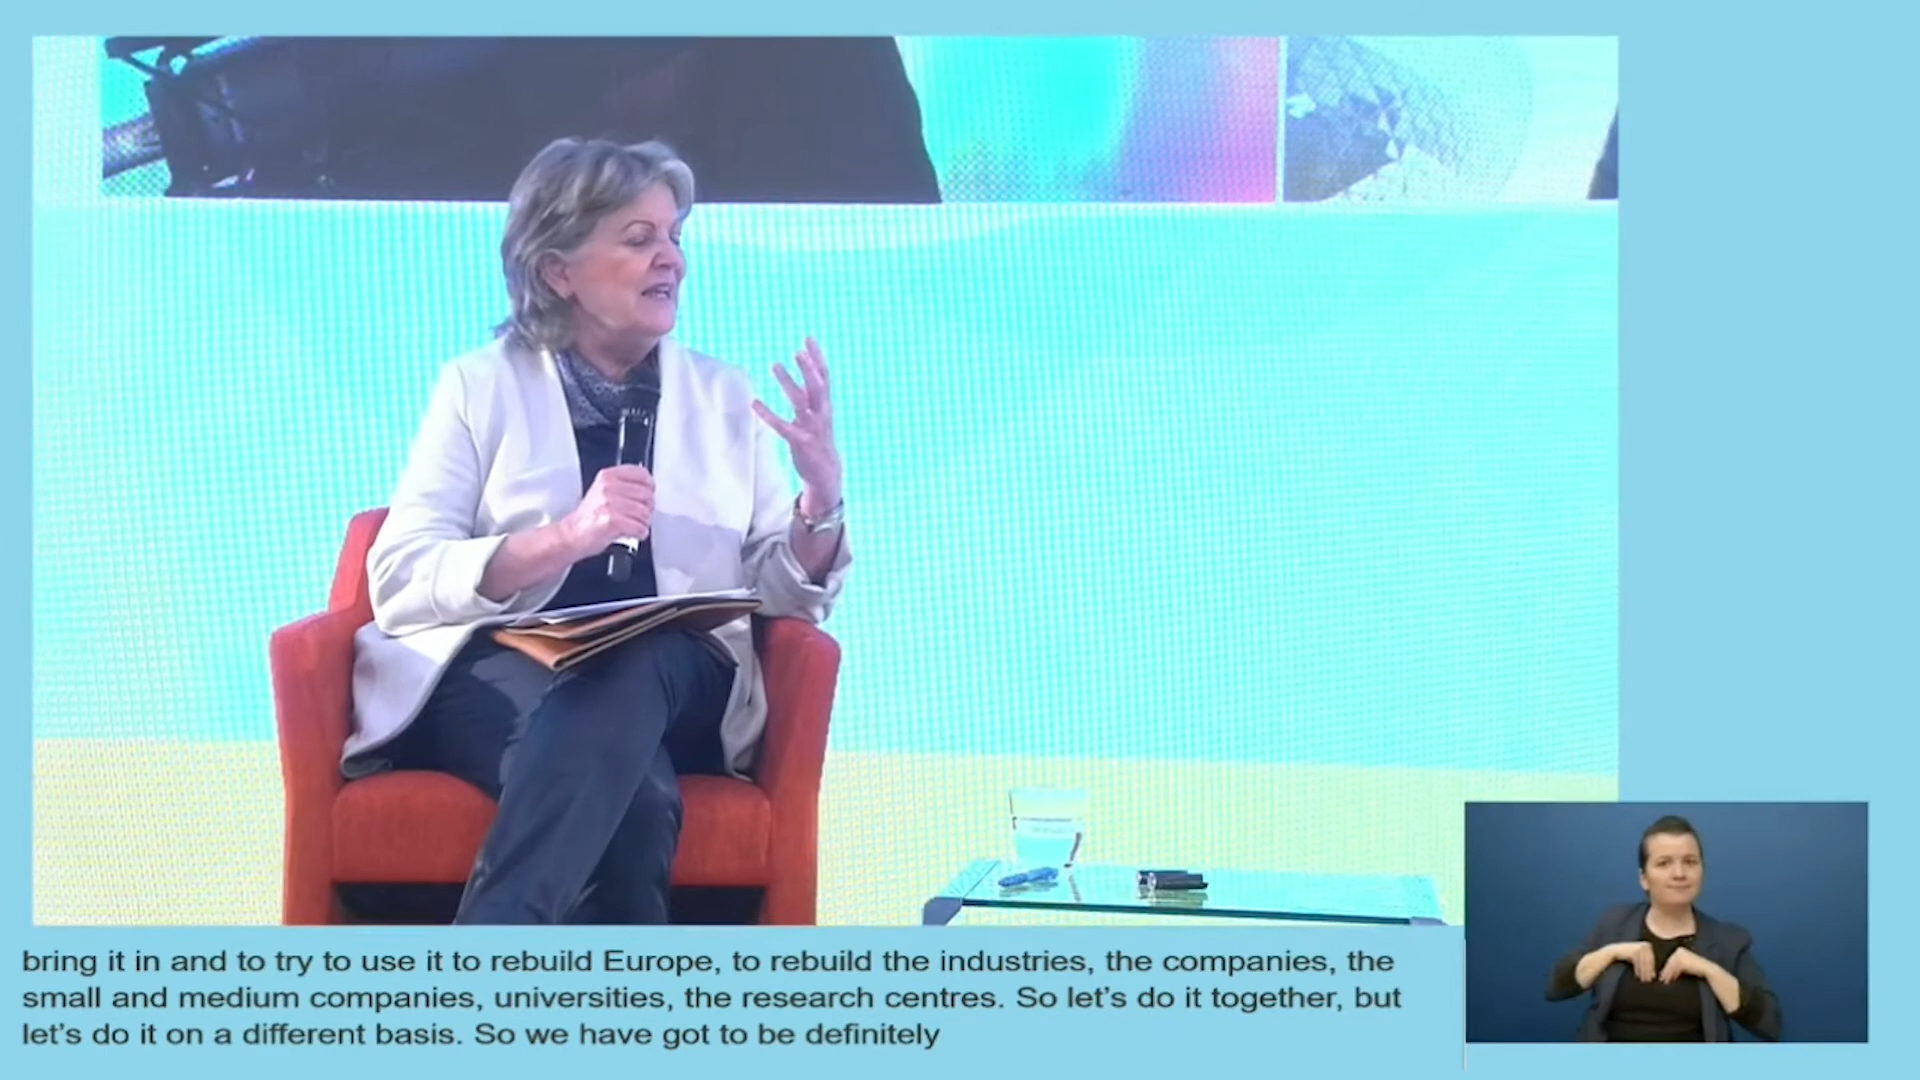 bring it in and to try to use it to rebuild Europe, to rebuild the industries, the companies, the
small and medium companies, universities, the research centres. So let's do it together, but
let's do it on a different basis. So we have got to be definitely